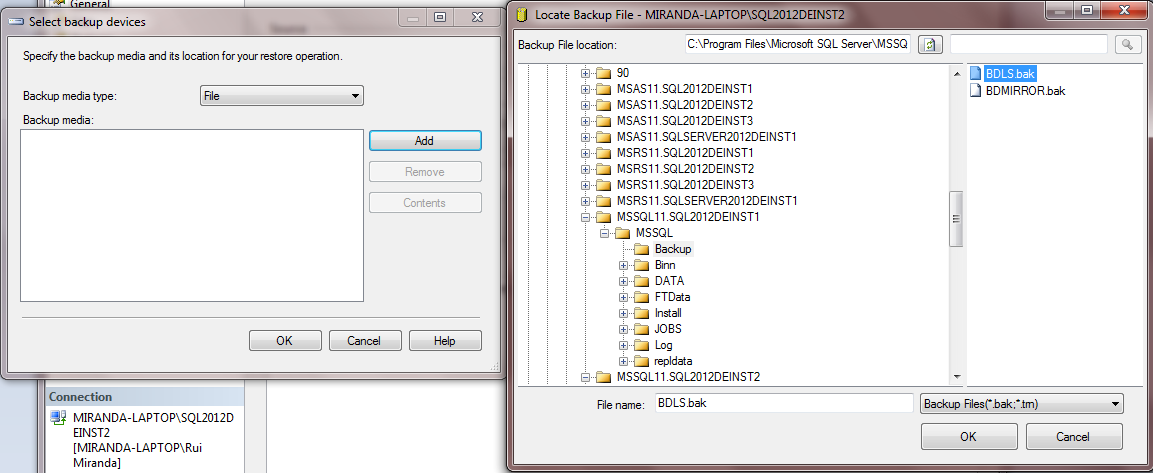 General
Source
Select backup devices
Specify the backup media and its location for your restore operation.
Backup media type:
File
Backup media:
Add
Remove
Contents
OK
Cancel
Help
Connection
MIRANDA-LAPTOP\SQL2012D
EINST2
[MIRANDA-LAPTOP\Rui
Miranda]
Locate Backup File - MIRANDA-LAPTOP\SQL2012DEINST2
Backup File location:
C:\Program Files\Microsoft SQL Server\MSSQ
90
MSAS11.SQL2012DEINST1
MSAS11.SQL2012DEINST2
MSAS11.SQL2012DEINST3
MSAS11.SQLSERVER2012DEINST1
MSRS11.SQL2012DEINST1
MSRS11.SQL2012DEINST2
MSRS11.SQL2012DEINST3
MSRS11.SQLSERVER2012DEINST1
MSSQL11.SQL2012DEINST1
MSSQL
Backup
Binn
DATA
FTData
Install
JOBS
Log
repldata
MSSQL11.SQL2012DEINST2
BDLS.bak
BDMIRROR.bak
File name:
BDLS.bak
Backup Files(*.bak;*.trn)
OK
Cancel